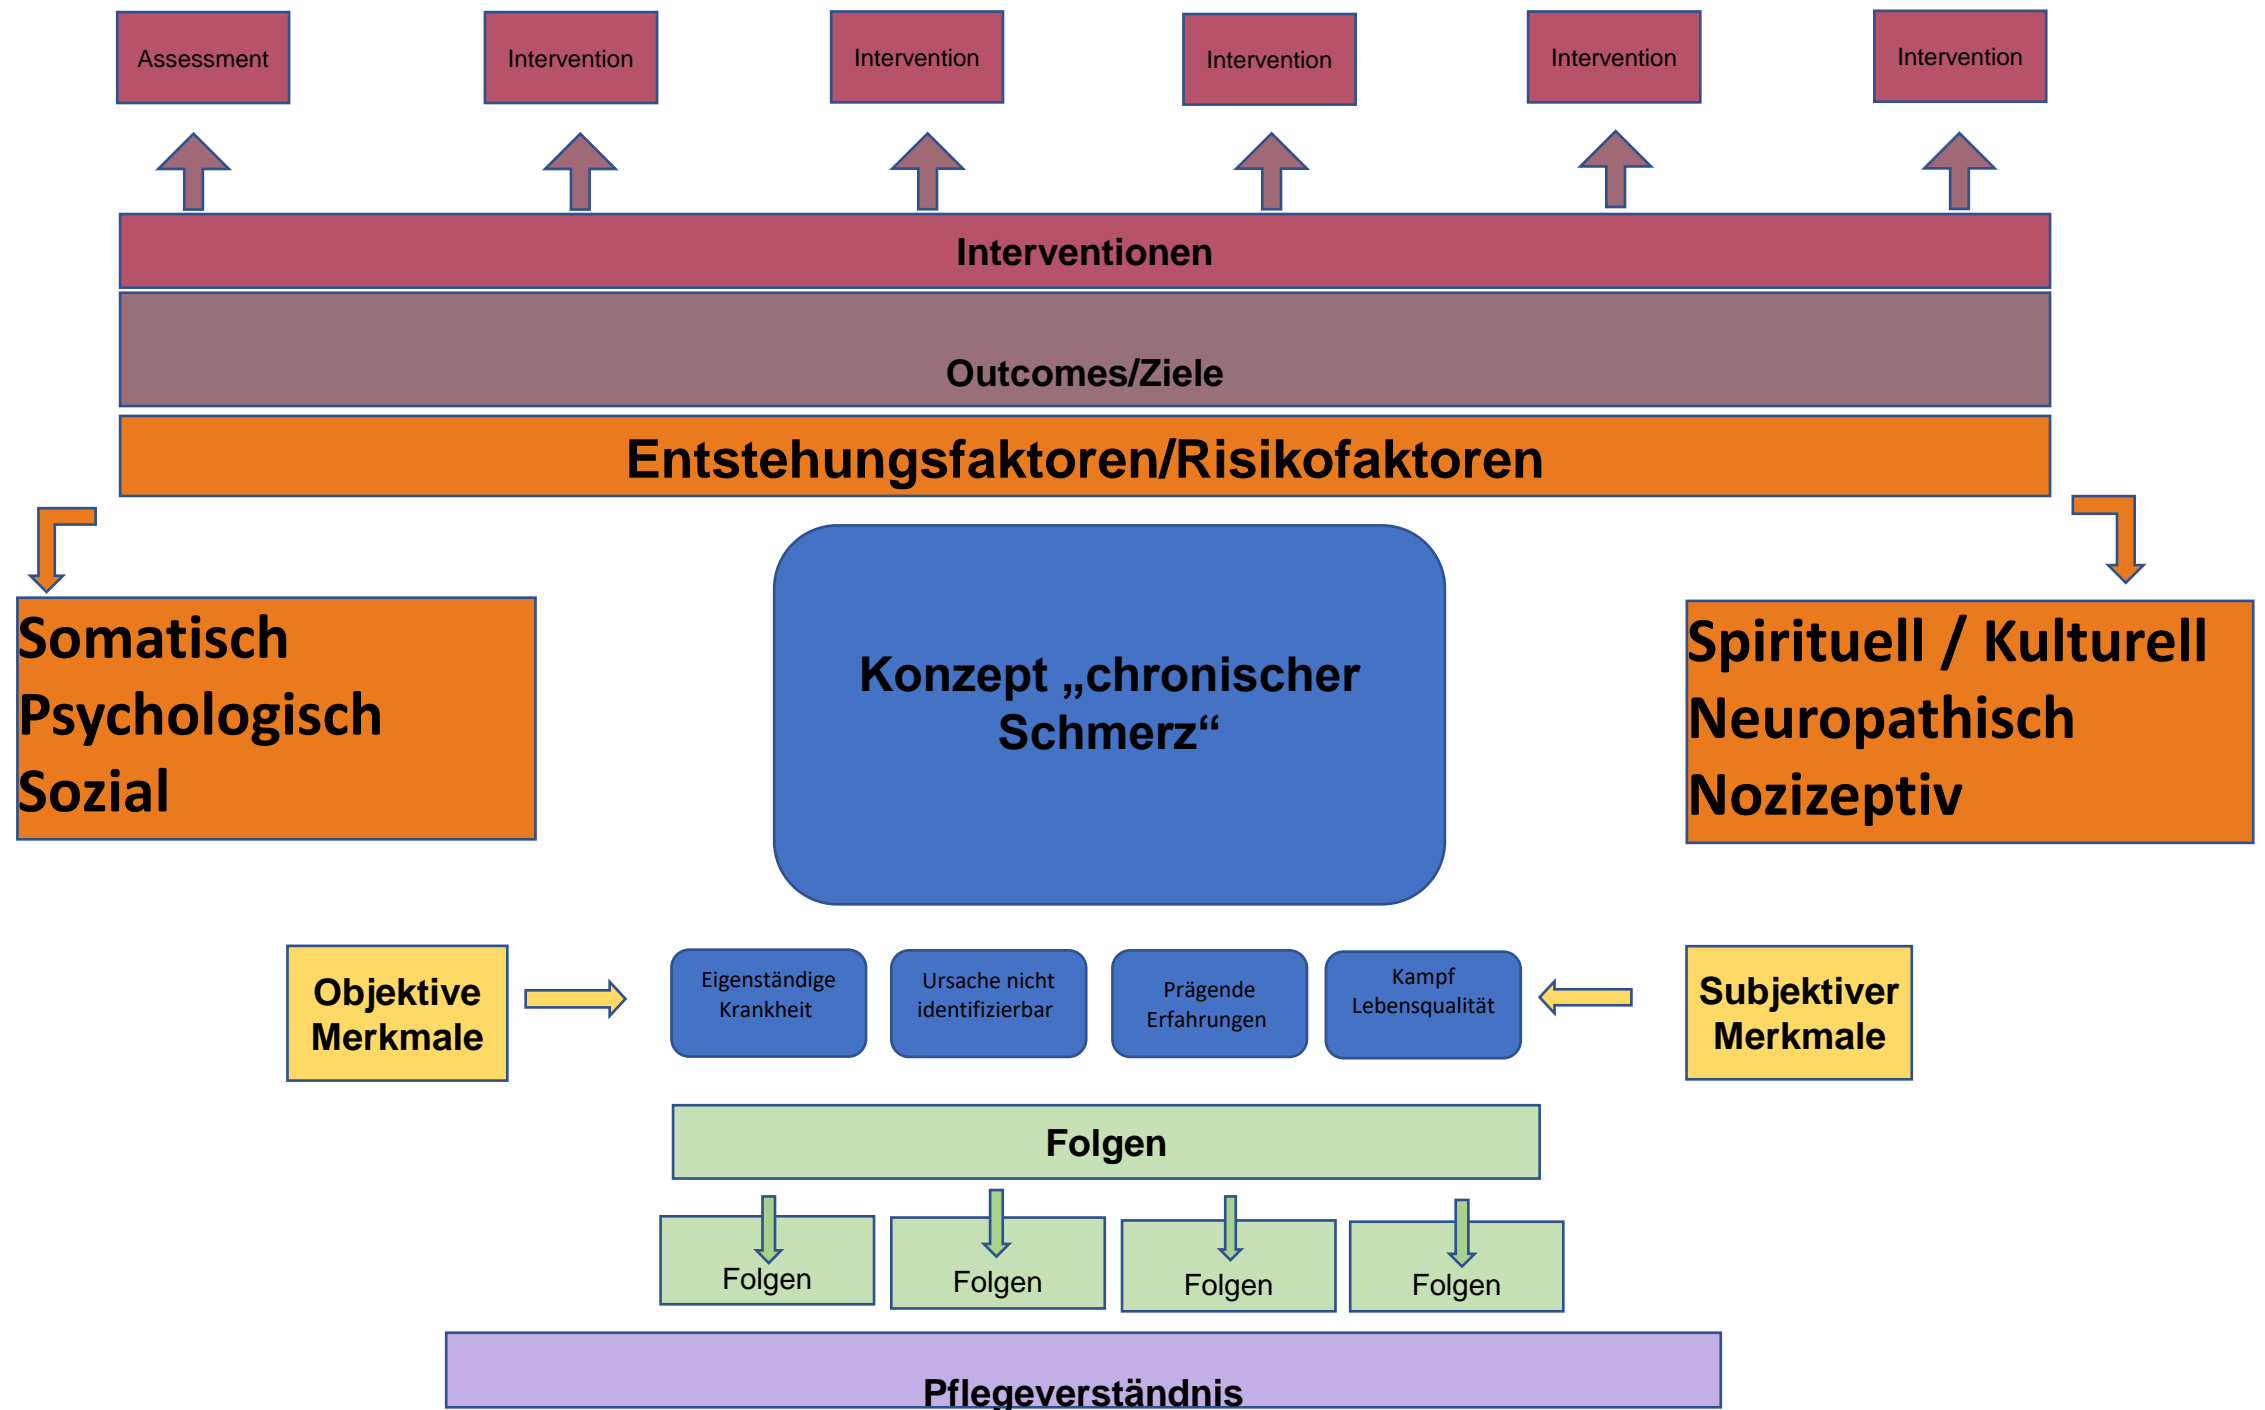 Assessment
Intervention
Intervention
Intervention
Intervention
Intervention
Interventionen
Outcomes/Ziele
Entstehungsfaktoren/Risikofaktoren
Somatisch
Psychologisch
Sozial
Konzept „chronischer
Schmerz“
Spirituell / Kulturell
Neuropathisch
Nozizeptiv
Objektive
Merkmale
Eigenständige
Krankheit
Ursache nicht
identifizierbar
Prägende
Erfahrungen
Kampf
Lebensqualität
Subjektiver
Merkmale
Folgen
Folgen
Folgen
Folgen
Folgen
Pflegeverständnis